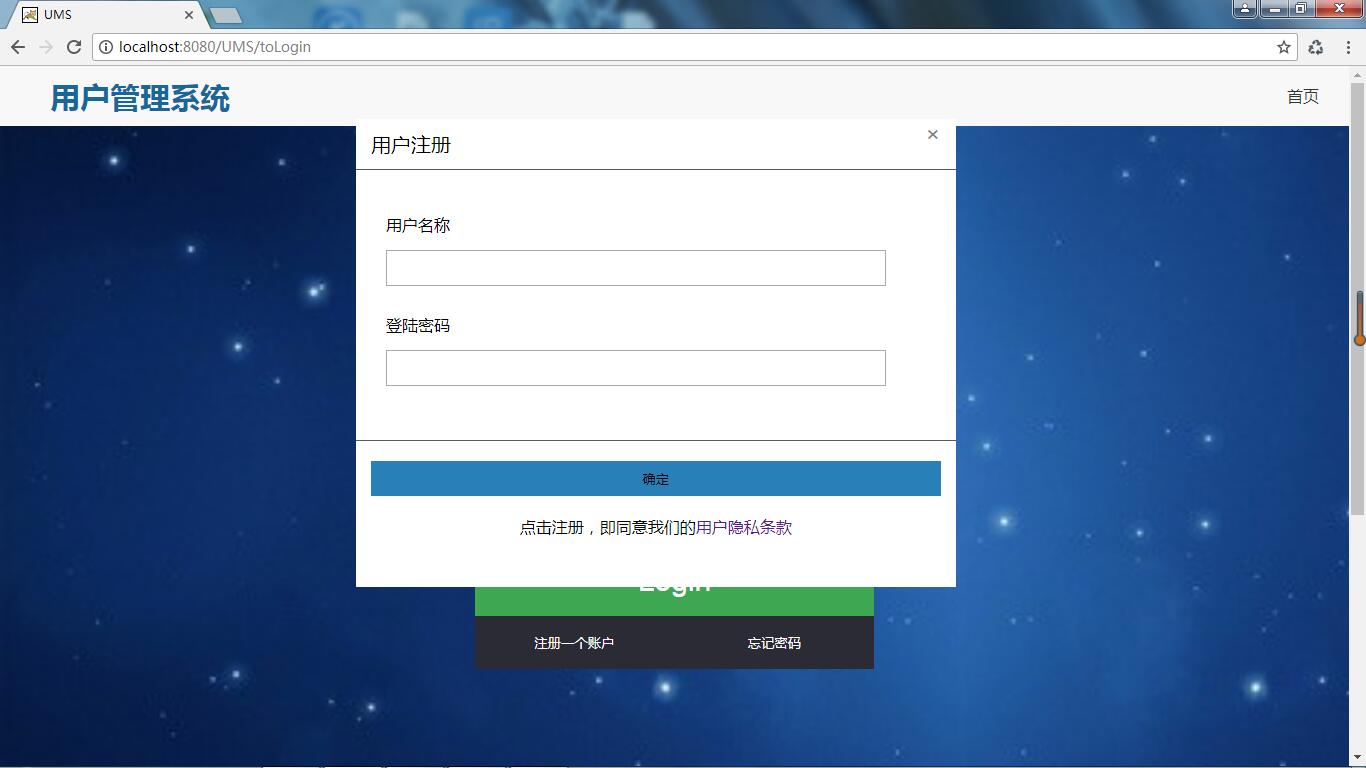 UMS
localhost:8080/UMS/toLogin
用户管理系统
首页
用户注册
×
用户名称
登陆密码
确定
点击注册，即同意我们的用户隐私条款
Login
注册一个账户
忘记密码